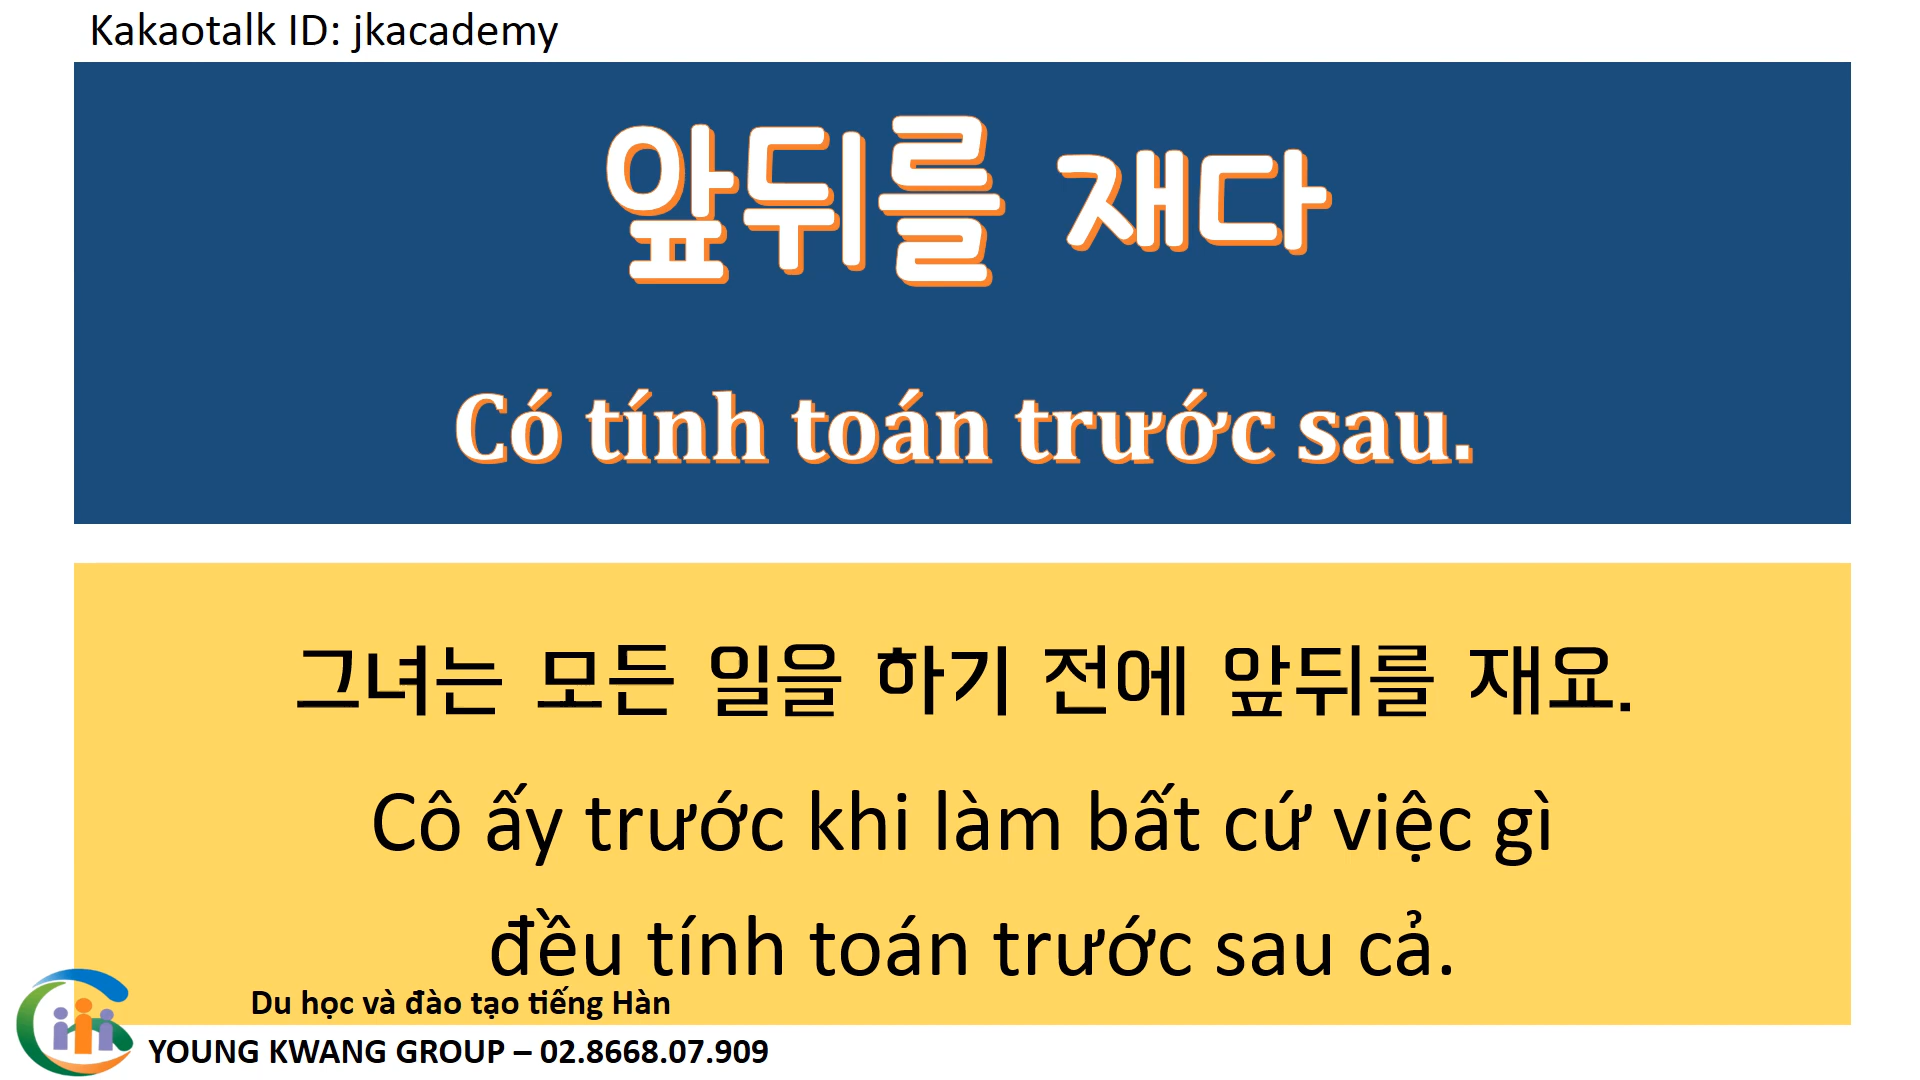 Kakaotalk ID: jkacademy
앞뒤를 재다
Có tính toán trước sau.
그녀는 모든 일을 하기 전에 앞뒤를 재요.
Cô ấy trước khi làm bất cứ việc gì
đều tính toán trước sau cả.
Du học và đào tạo tiếng Hàn
YOUNG KWANG GROUP – 02.8668.07.909